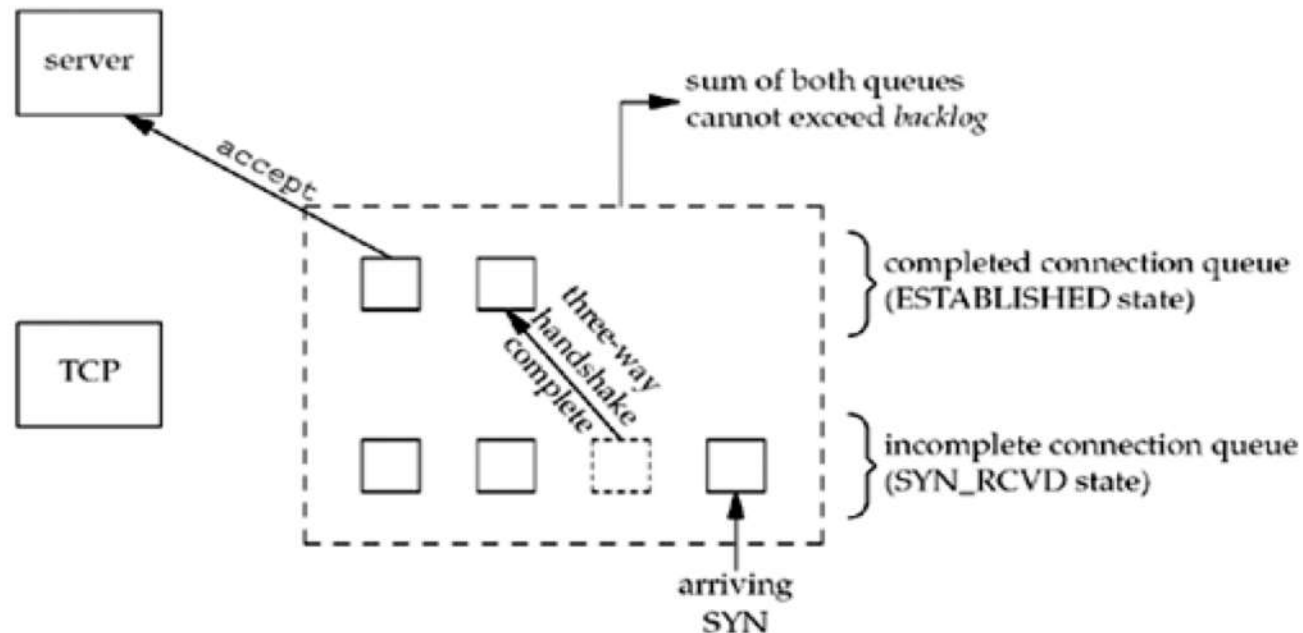 server
sum of both queues
cannot exceed backlog
accept
completed connection queue
(ESTABLISHED state)
three-way
handshake
complete
TCP
incomplete connection queue
(SYN_RCVD state)
arriving
SYN